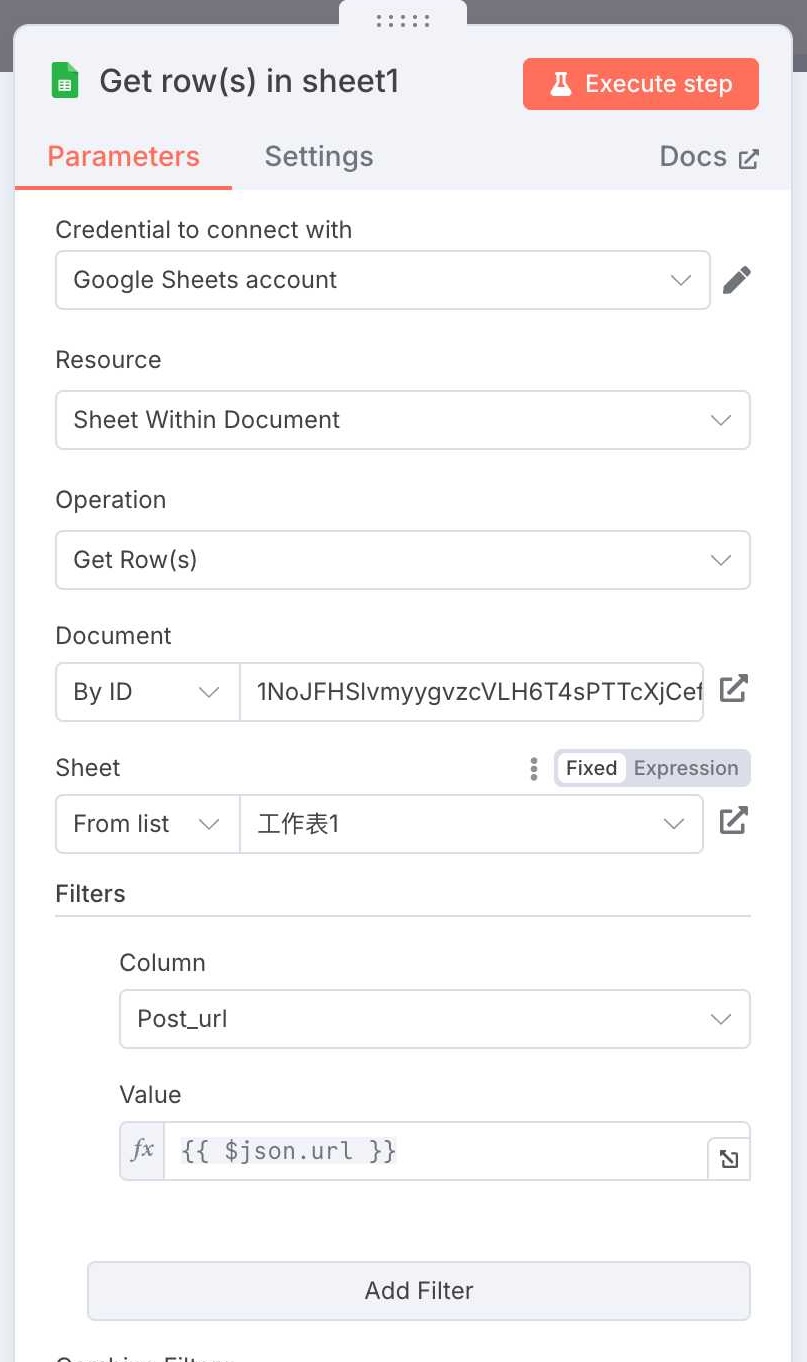 Get row(s) in sheet1
Execute step
Parameters
Settings
Docs
Credential to connect with
Google Sheets account
Resource
Sheet Within Document
Operation
Get Row(s)
Document
By ID
1NoJFHSlvmyygvzcVLH6T4sPTTcXjCef
Sheet
Fixed
Expression
From list
工作表1
Filters
Column
Post_url
Value
fx
{{ $json.url }}
Add Filter